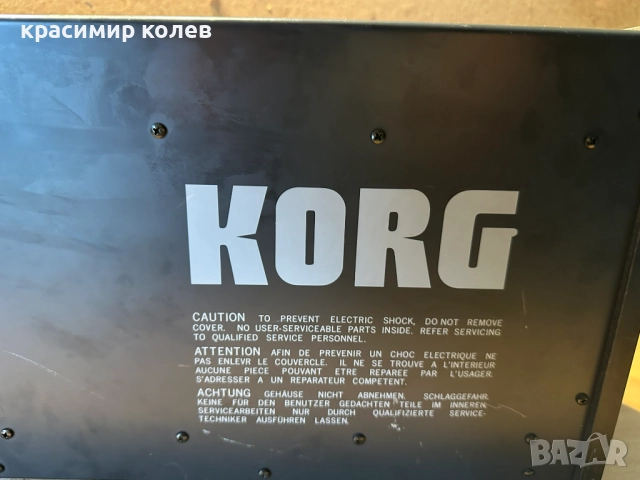 красимир колев
KORG
CAUTION TO PREVENT ELECTRIC SHOCK, DO NOT REMOVE
COVER. NO USER-SERVICEABLE PARTS INSIDE. REFER SERVICING
TO QUALIFIED SERVICE PERSONNEL.
ATTENTION AFIN DE PREVENIR UN CHOC ELECTRIQUE NE
PAS ENLEVR LE COUVERCLE. IL NE SE TROUVE A L'INTERIEUR
AUCUNE PIECE POUVANT ETRE REPAREE PAR L'USAGER.
S'ADRESSER A UN REPARATEUR COMPETENT.
ACHTUNG GEHÄUSE NICHT ABNEHMEN, SCHLAGGEFAHR.
KEINE FÜR DEN BENUTZER GEDACHTEN TEILE IM INNEREN.
SERVICEARBEITEN NUR DURCH QUALIFIZIERTE SERVICE-
TECHNIKER AUSFÜHREN LASSEN.
BAZAR